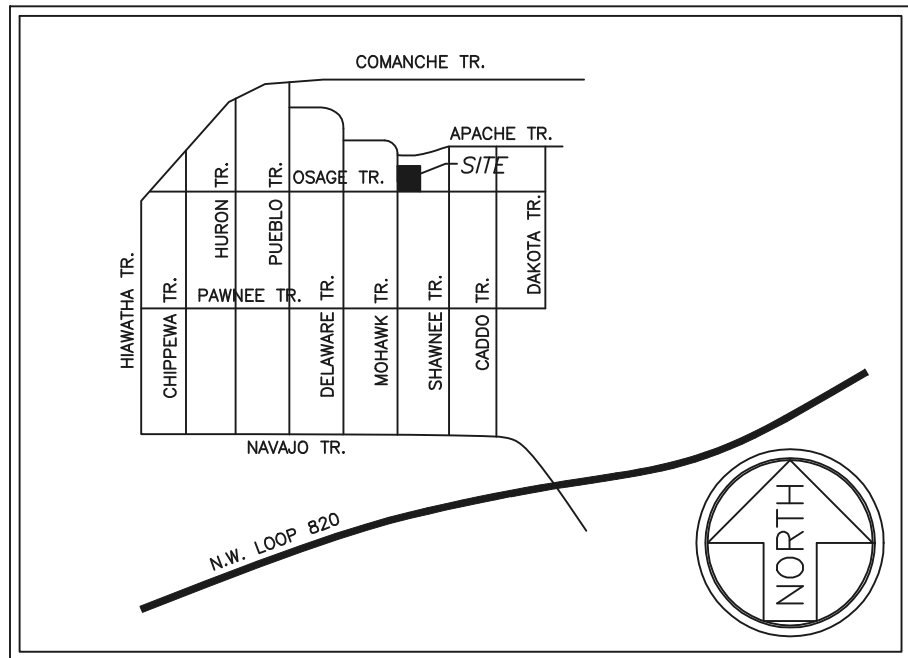 COMANCHE TR.
APACHE TR.
SITE
OSAGE TR.
HURON TR.
PUEBLO TR.
DAKOTA TR.
HIAWATHA TR.
CHIPPEWA TR.
PAWNEE TR.
DELAWARE TR.
MOHAWK TR.
SHAWNEE TR.
CADDO TR.
NAVAJO TR.
N.W. LOOP 820
NORTH